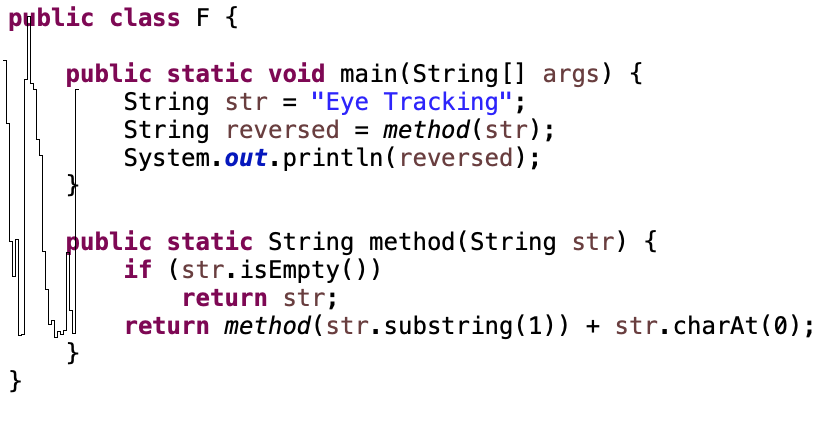 public class F {
public static void main(String[] args) {
String str = "Eye Tracking";
String reversed = method(str);
System.out.println(reversed);
}
public static String method(String str) {
if (str.isEmpty())
return str;
return method(str.substring(1)) + str.charAt(0);
}
}